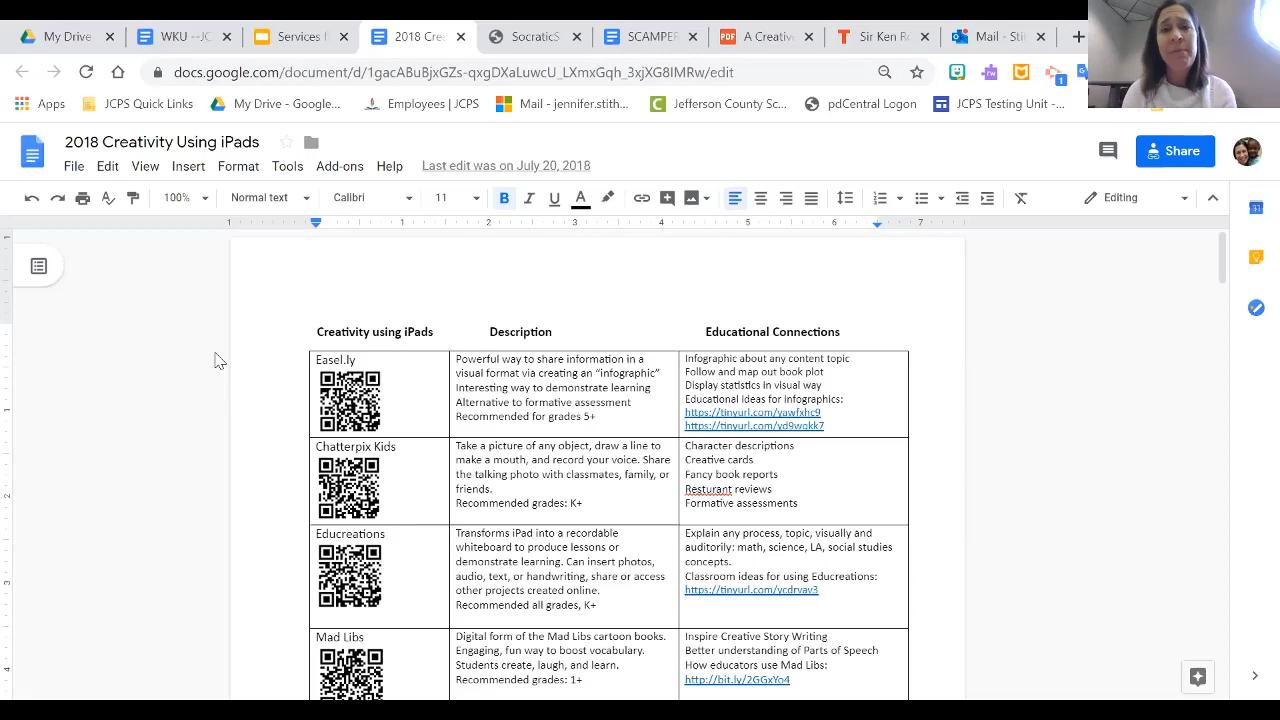 My Drive
WKU --JC
Services
2018 Cre
SocraticS
SCAMPER
PDF
A Creativ
Sir Ken Ro
Mail - Sti
docs.google.com/document/d/
/edit
Apps
JCPS Quick Links
My Drive - Google...
Employees | JCPS
Mail - jennifer.stith...
Jefferson County Sc...
pdCentral Logon
JCPS Testing Unit -...
2018 Creativity Using iPads
Share
File
Edit
View
Insert
Format
Tools
Add-ons
Help
Last edit was on July 20, 2018
100%
Normal text
Calibri
11
B
I
U
A
Editing
1 1 2 3 4 5 6 7
Creativity using iPads
Description
Educational Connections
Easel.ly
Powerful way to share information in a
visual format via creating an “infographic”
Interesting way to demonstrate learning
Alternative to formative assessment
Recommended for grades 5+
Infographic about any content topic
Follow and map out book plot
Display statistics in visual way
Educational ideas for infographics:
https://tinyurl.com/yawfxhc9
https://tinyurl.com/yd9wqkk7
Chatterpix Kids
Take a picture of any object, draw a line to
make a mouth, and record your voice. Share
the talking photo with classmates, family, or
friends.
Recommended grades: K+
Character descriptions
Creative cards
Fancy book reports
Resturant reviews
Formative assessments
Educreations
Transforms iPad into a recordable
whiteboard to produce lessons or
demonstrate learning. Can insert photos,
audio, text, or handwriting, share or access
other projects created online.
Recommended all grades, K+
Explain any process, topic, visually and
auditorily: math, science, LA, social studies
concepts.
Classroom ideas for using Educreations:
https://tinyurl.com/ycdrvav3
Mad Libs
Digital form of the Mad Libs cartoon books.
Engaging, fun way to boost vocabulary.
Students create, laugh, and learn.
Recommended grades: 1+
Inspire Creative Story Writing
Better understanding of Parts of Speech
How educators use Mad Libs:
http://bit.ly/2GGxYo4